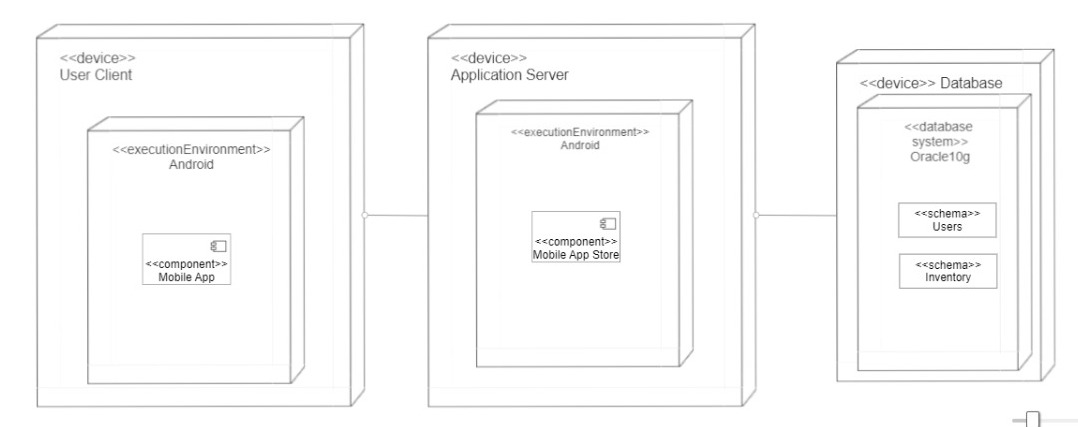 <<device>>
User Client
<<executionEnvironment>>
Android
<<component>>
Mobile App
<<device>>
Application Server
<<executionEnvironment>>
Android
<<component>>
Mobile App Store
<<device>> Database
<<database
system>>
Oracle10g
<<schema>>
Users
<<schema>>
Inventory